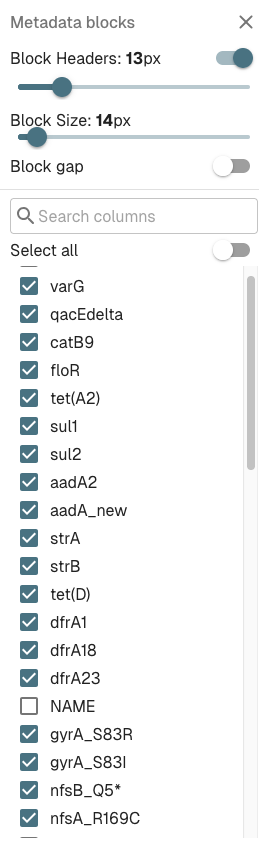 Metadata blocks
Block Headers: 13px
Block Size: 14px
Block gap
Search columns
Select all
varG
qacEdelta
catB9
floR
tet(A2)
sul1
sul2
aadA2
aadA_new
strA
strB
tet(D)
dfrA1
dfrA18
dfrA23
NAME
gyrA_S83R
gyrA_S83I
nfsB_Q5*
nfsA_R169C